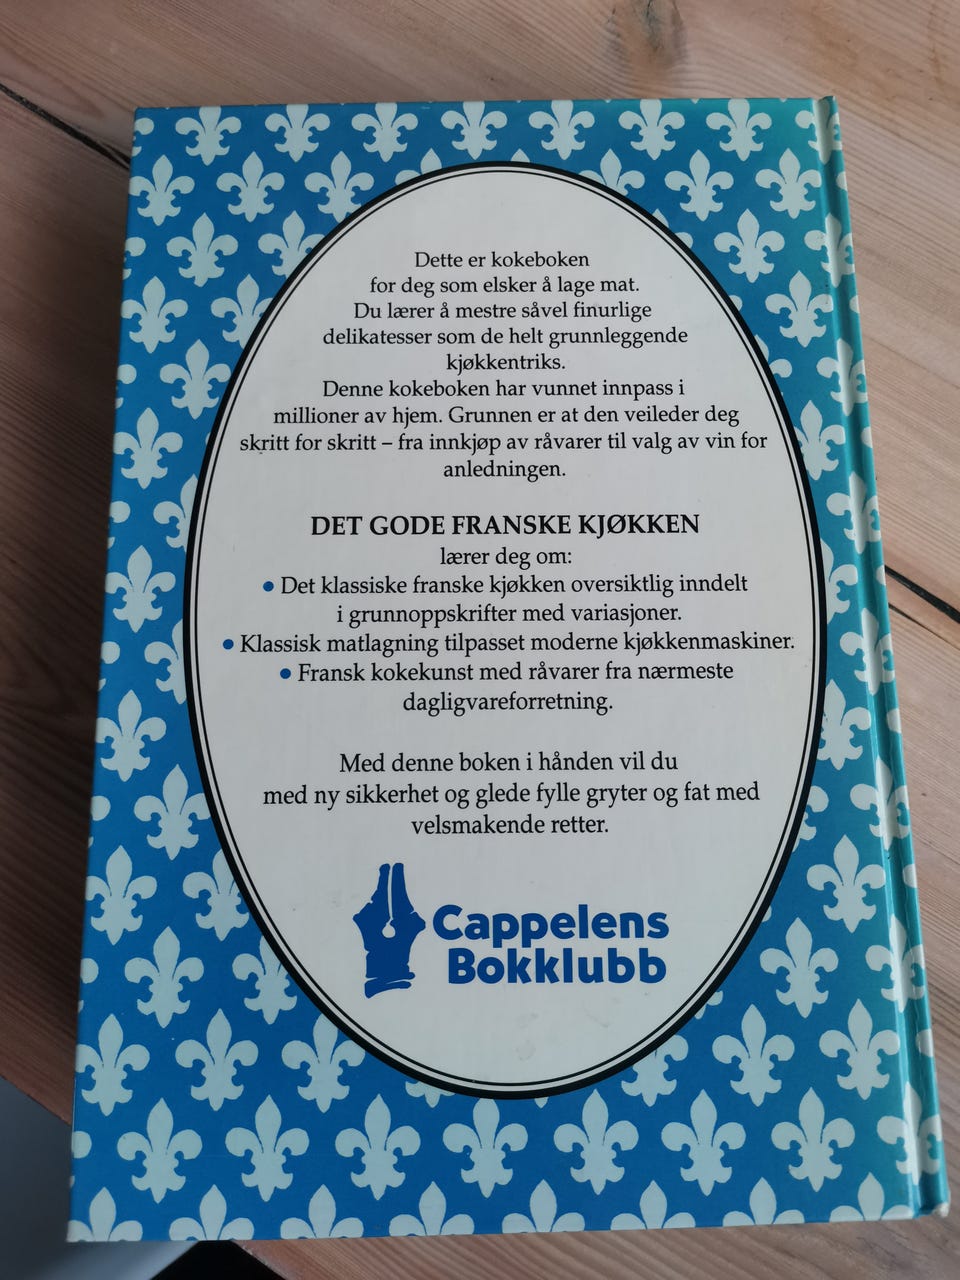 Dette er kokeboken
for deg som elsker å lage mat.
Du lærer å mestre såvel finurlige
delikatesser som de helt grunnleggende
kjøkkentriks.
Denne kokeboken har vunnet innpass i
millioner av hjem. Grunnen er at den veileder deg
skritt for skritt – fra innkjøp av råvarer til valg av vin for
anledningen.
DET GODE FRANSKE KJØKKEN
lærer deg om:
• Det klassiske franske kjøkken oversiktlig inndelt
i grunnoppskrifter med variasjoner.
• Klassisk matlagning tilpasset moderne kjøkkenmaskiner.
• Fransk kokekunst med råvarer fra nærmeste
dagligvareforretning.
Med denne boken i hånden vil du
med ny sikkerhet og glede fylle gryter og fat med
velsmakende retter.
Cappelens
Bokklubb